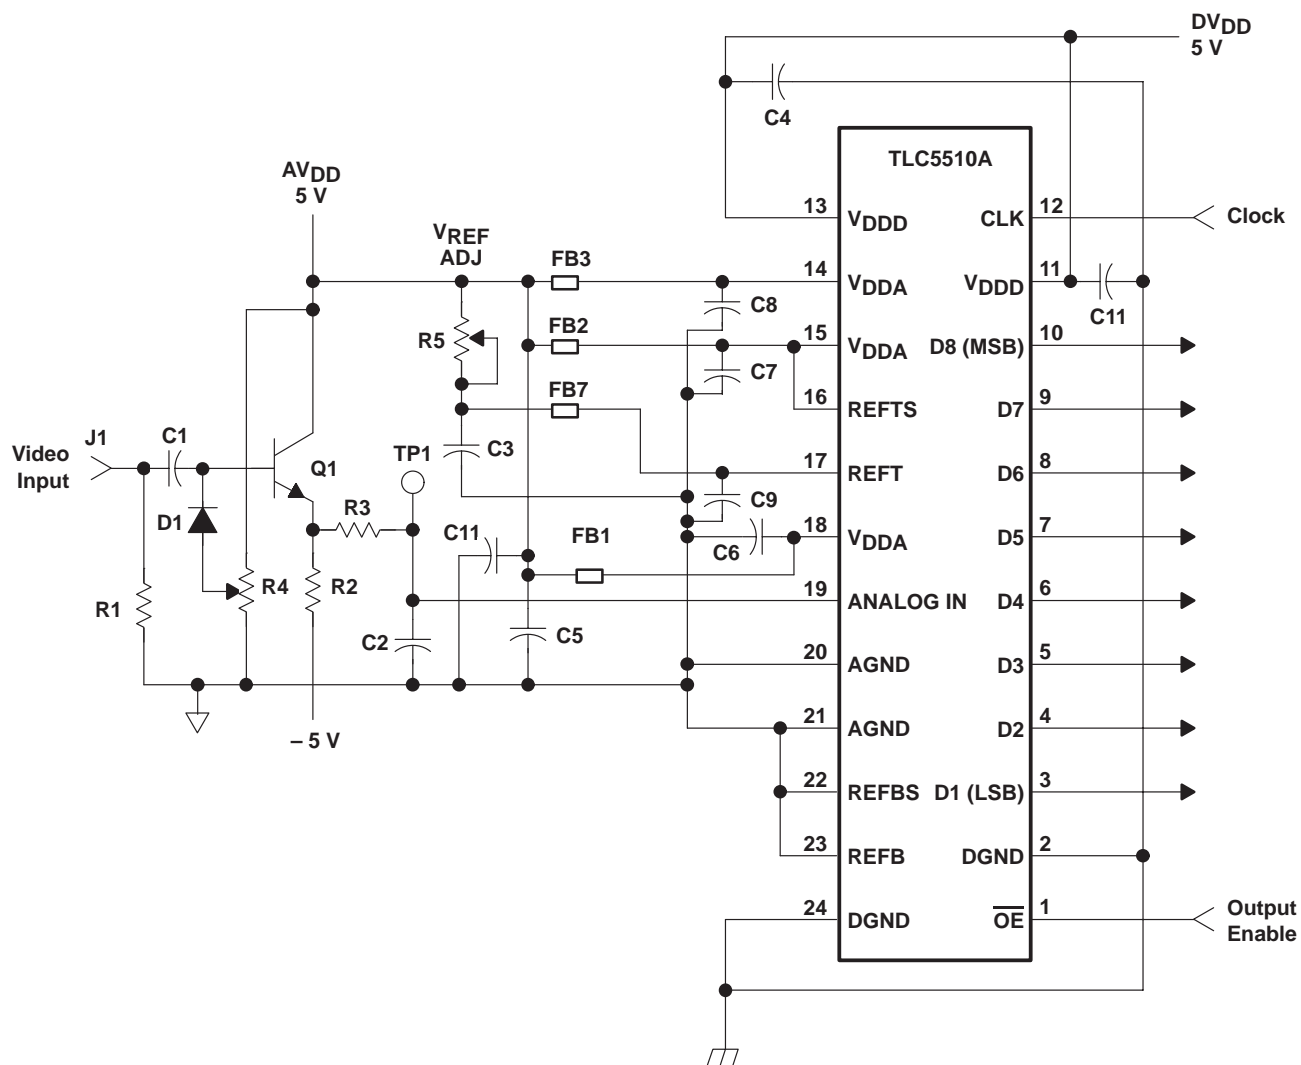 DVDD
5 V
C4
TLC5510A
AVDD
5 V
13 VDDD CLK 12 Clock
VREF
ADJ
FB3 14 VDDA VDDD 11
C8 C11
R5 FB2 15 VDDA D8 (MSB) 10
C7
FB7 16 REFTS D7 9
J1 C1 TP1 C3
Video
Input
Q1 17 REFT D6 8
C9
D1 R3 C11 FB1 C6 18 VDDA D5 7
R1 R4 R2 19 ANALOG IN D4 6
C2 C5
20 AGND D3 5
– 5 V
21 AGND D2 4
22 REFBS D1 (LSB) 3
23 REFB DGND 2
24 DGND OE 1
Output
Enable